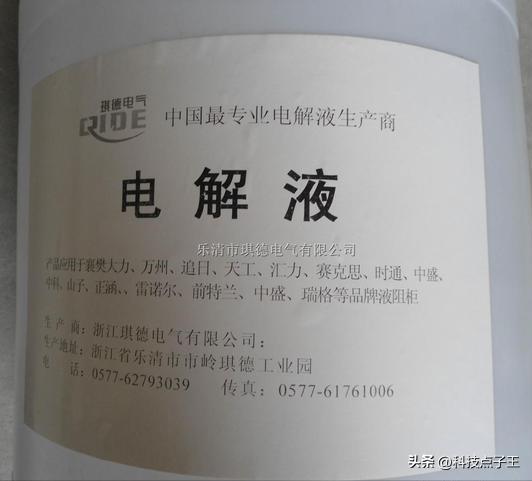 琪德电气
QIDE
中国最专业电解液生产商
电解液
乐清市琪德电气有限公司
产品应用于襄樊大力、万州、追日、天工、汇力、赛克思、时通、中盛、
中科、山子、正涵、、雷诺尔、前特兰、中盛、瑞格等品牌液阻柜
生产商：浙江琪德电气有限公司：
生产地址：浙江省乐清市市岭琪德工业园
电话：0577-62793039 传真：0577-61761006
头条 @科技点子王